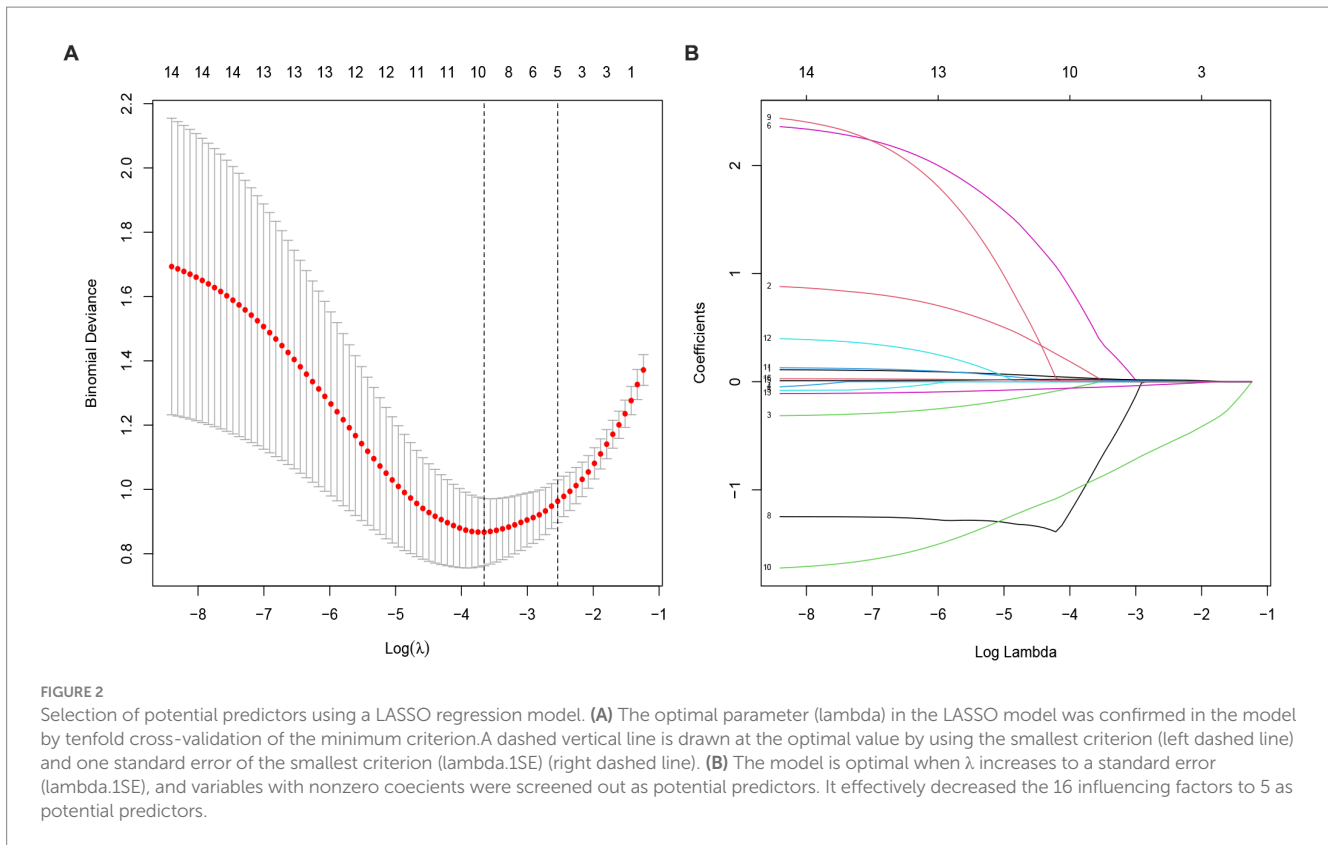 A
14 14 14 13 13 13 12 12 11 11 10 8 6 5 3 3 1
2.2
2.0
1.8
1.6
1.4
1.2
1.0
0.8
Binomial Deviance
−8 −7 −6 −5 −4 −3 −2 −1
Log(λ)
B
14 13 10 3
2
1
0
−1
Coefficients
9
6
2
12
11
3
8
10
−8 −7 −6 −5 −4 −3 −2 −1
Log Lambda
FIGURE 2
Selection of potential predictors using a LASSO regression model. (A) The optimal parameter (lambda) in the LASSO model was confirmed in the model
by tenfold cross-validation of the minimum criterion.A dashed vertical line is drawn at the optimal value by using the smallest criterion (left dashed line)
and one standard error of the smallest criterion (lambda.1SE) (right dashed line). (B) The model is optimal when λ increases to a standard error
(lambda.1SE), and variables with nonzero coecients were screened out as potential predictors. It effectively decreased the 16 influencing factors to 5 as
potential predictors.